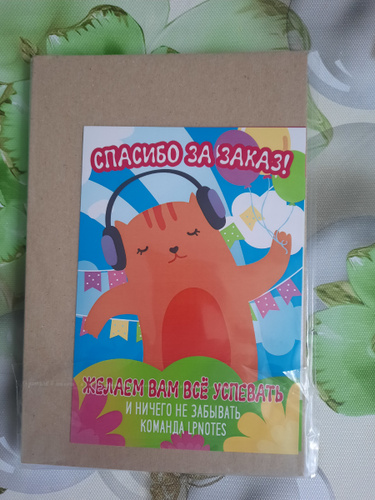 СПАСИБО ЗА ЗАКАЗ!
ЖЕЛАЕМ ВАМ ВСЁ УСПЕВАТЬ
И НИЧЕГО НЕ ЗАБЫВАТЬ
КОМАНДА LPNOTES